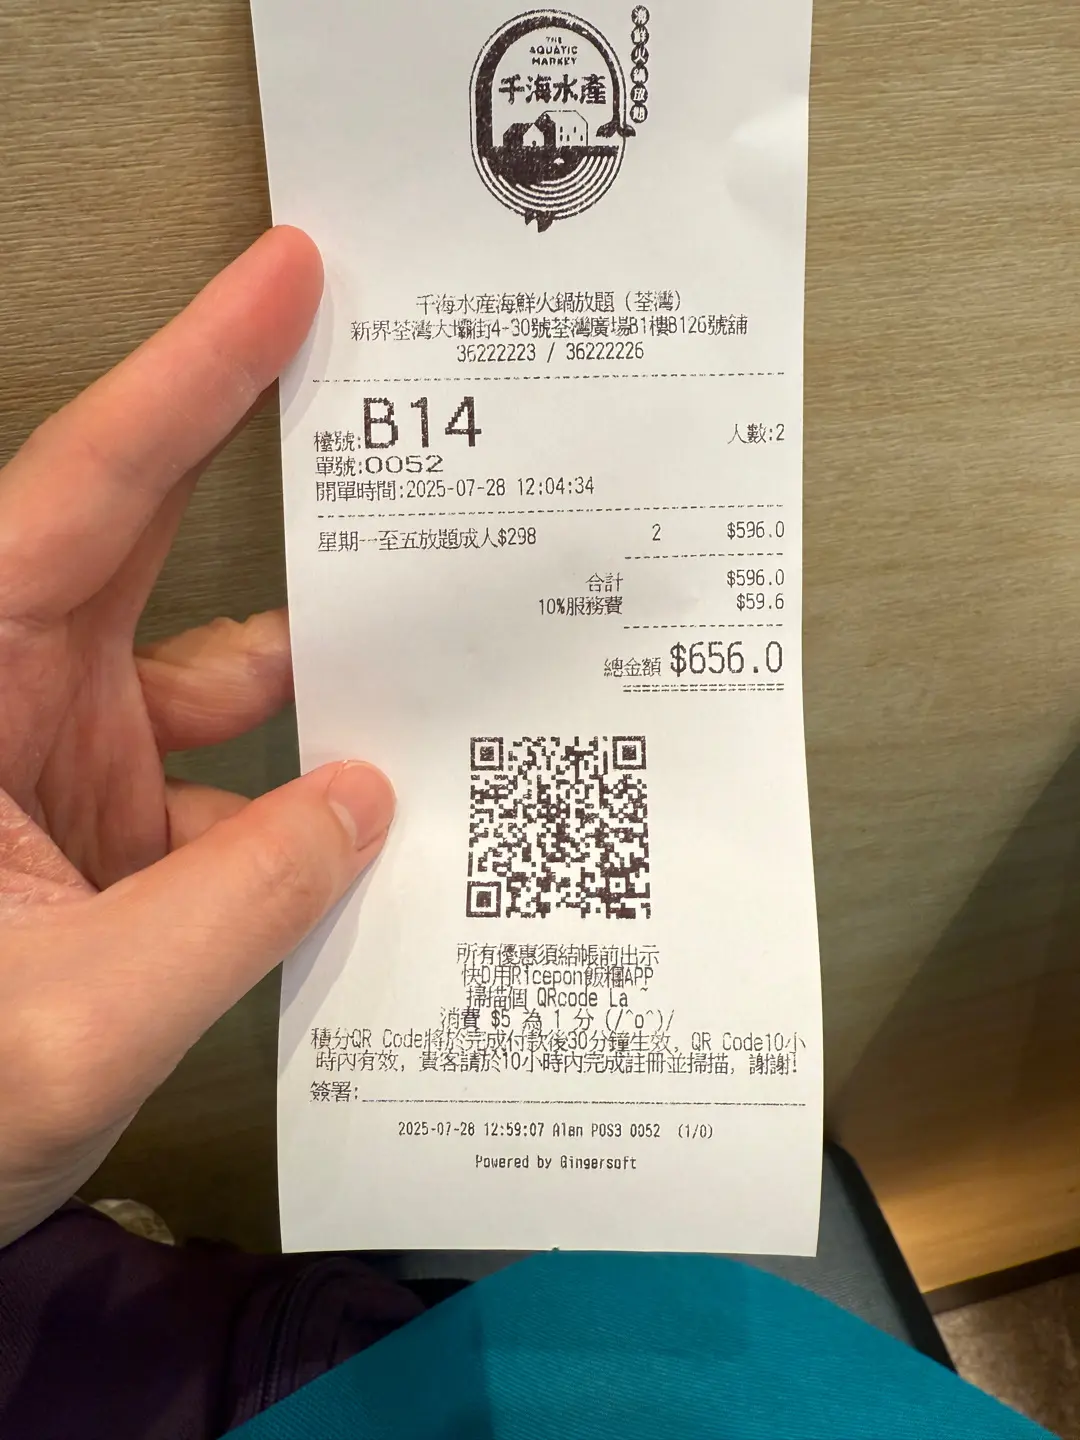 THE
AQUATIC
MARKET
千海水產
海鮮火鍋放題
千海水産海鮮火鍋放題（荃灣）
新界荃灣大壩街4-30號荃灣廣場B1樓B126號舖
36222223 / 36222226
檯號:B14 人數:2
單號:0052
開單時間:2025-07-28 12:04:34
星期一至五放題成人$298 2 $596.0
合計 $596.0
10%服務費 $59.6
總金額 $656.0
所有優惠須結帳前出示
快D用Ricepon飯糰APP
掃描個 QRcode La ~
消費 $5 為 1 分 (/^o^)/
積分QR Code將於完成付款後30分鐘生效, QR Code10小
時內有效, 貴客請於10小時內完成註冊並掃描, 謝謝!
簽署:
2025-07-28 12:59:07 Alan POS3 0052 (1/0)
Powered by Gingersoft